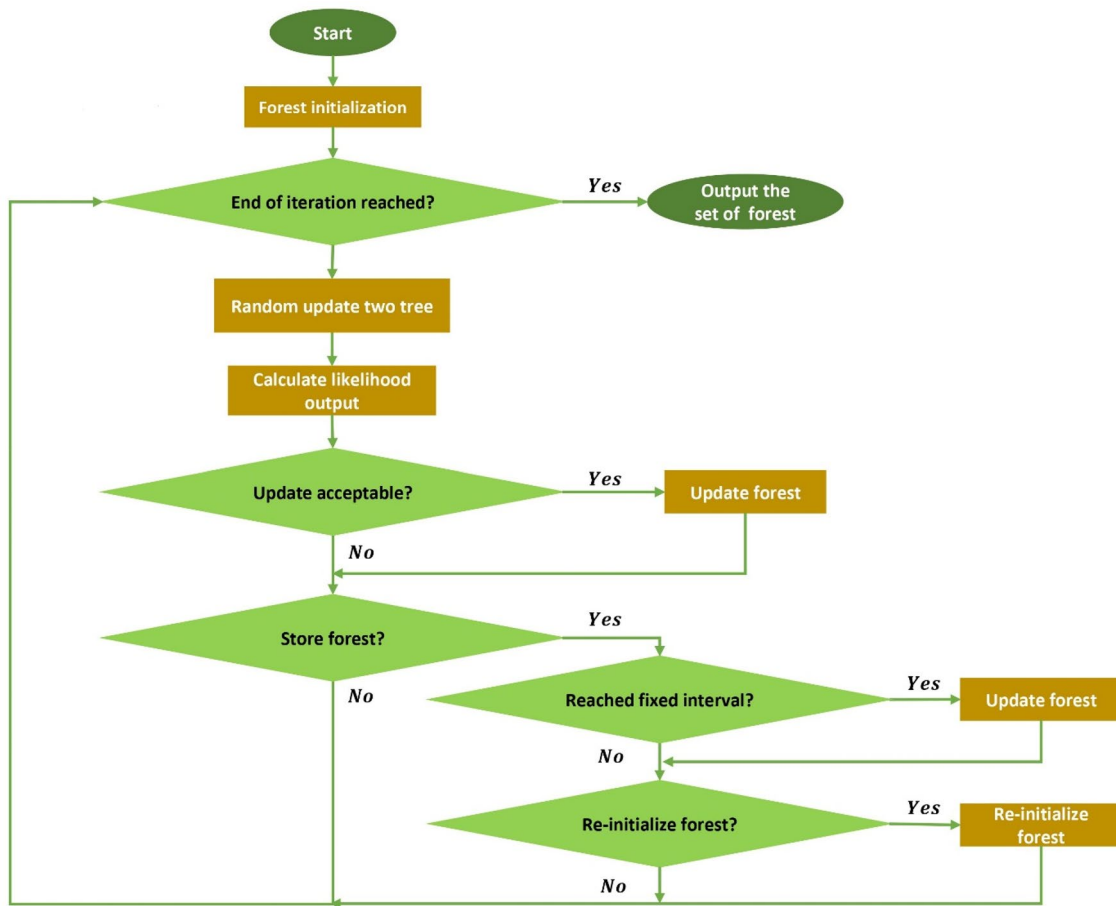 Start
Forest initialization
End of iteration reached?
Yes
Output the
set of forest
Random update two tree
Calculate likelihood
output
Update acceptable?
Yes
Update forest
No
Store forest?
Yes
No
Reached fixed interval?
Yes
Update forest
No
Re-initialize forest?
Yes
Re-initialize
forest
No